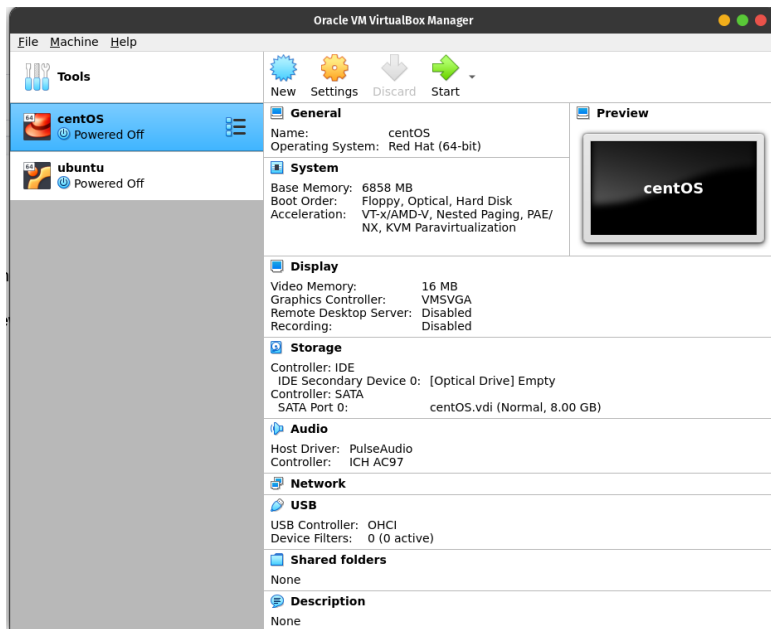 Oracle VM VirtualBox Manager
File Machine Help
Tools
New Settings Discard Start
64
centOS
Powered Off
64
ubuntu
Powered Off
General
Name: centOS
Operating System: Red Hat (64-bit)
System
Base Memory: 6858 MB
Boot Order: Floppy, Optical, Hard Disk
Acceleration: VT-x/AMD-V, Nested Paging, PAE/
NX, KVM Paravirtualization
Preview
centOS
Display
Video Memory: 16 MB
Graphics Controller: VMSVGA
Remote Desktop Server: Disabled
Recording: Disabled
Storage
Controller: IDE
IDE Secondary Device 0: [Optical Drive] Empty
Controller: SATA
SATA Port 0: centOS.vdi (Normal, 8.00 GB)
Audio
Host Driver: PulseAudio
Controller: ICH AC97
Network
USB
USB Controller: OHCI
Device Filters: 0 (0 active)
Shared folders
None
Description
None